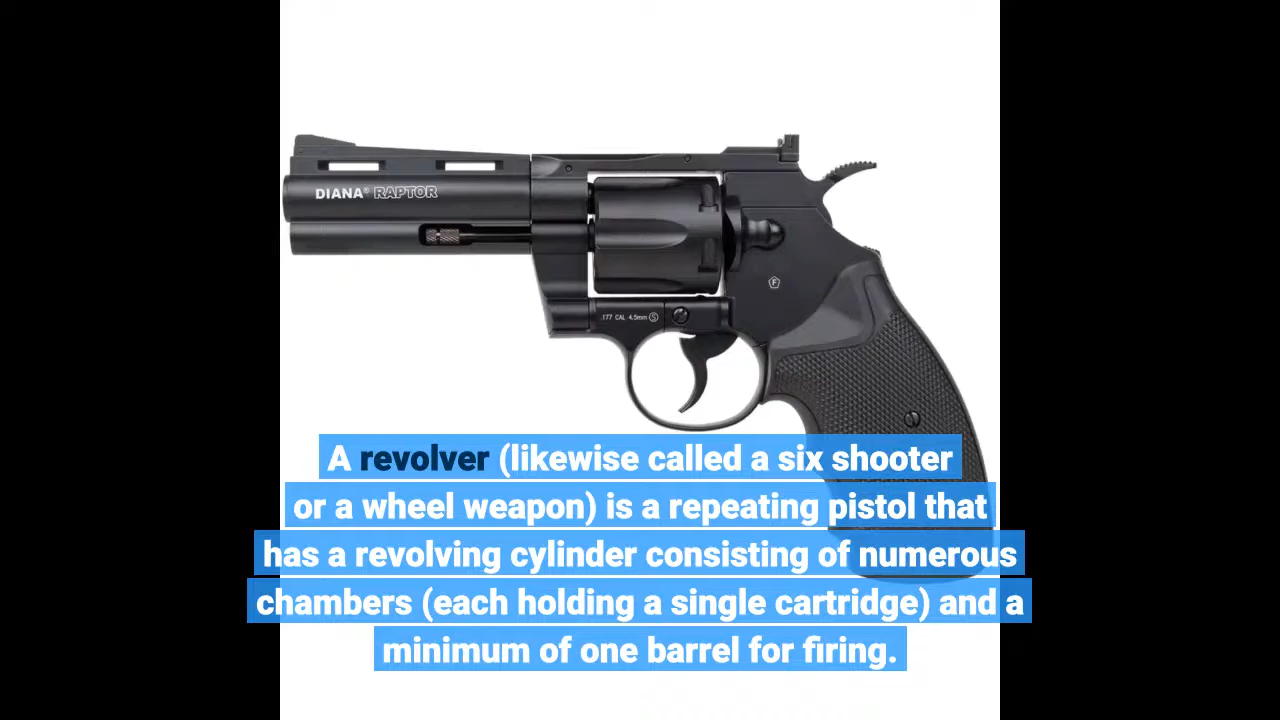 DIANA® RAPTOR
F
.177 CAL 4.5mm S
A revolver (likewise called a six shooter
or a wheel weapon) is a repeating pistol that
has a revolving cylinder consisting of numerous
chambers (each holding a single cartridge) and a
minimum of one barrel for firing.